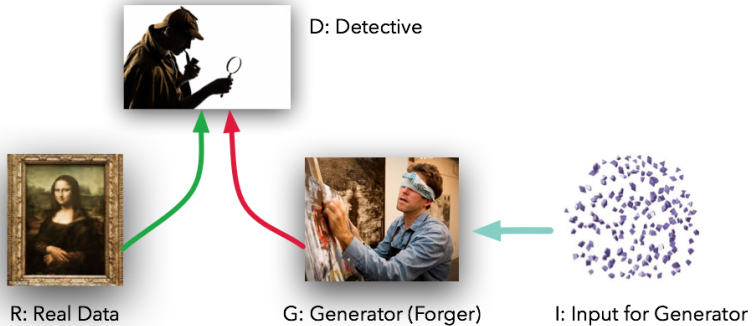 D: Detective
R: Real Data
G: Generator (Forger)
I: Input for Generator